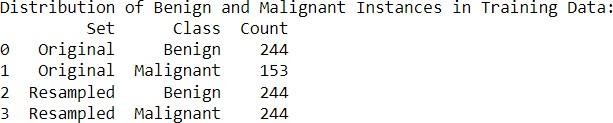 Distribution of Benign and Malignant Instances in Training Data:
Set Class Count
0 Original Benign 244
1 Original Malignant 153
2 Resampled Benign 244
3 Resampled Malignant 244